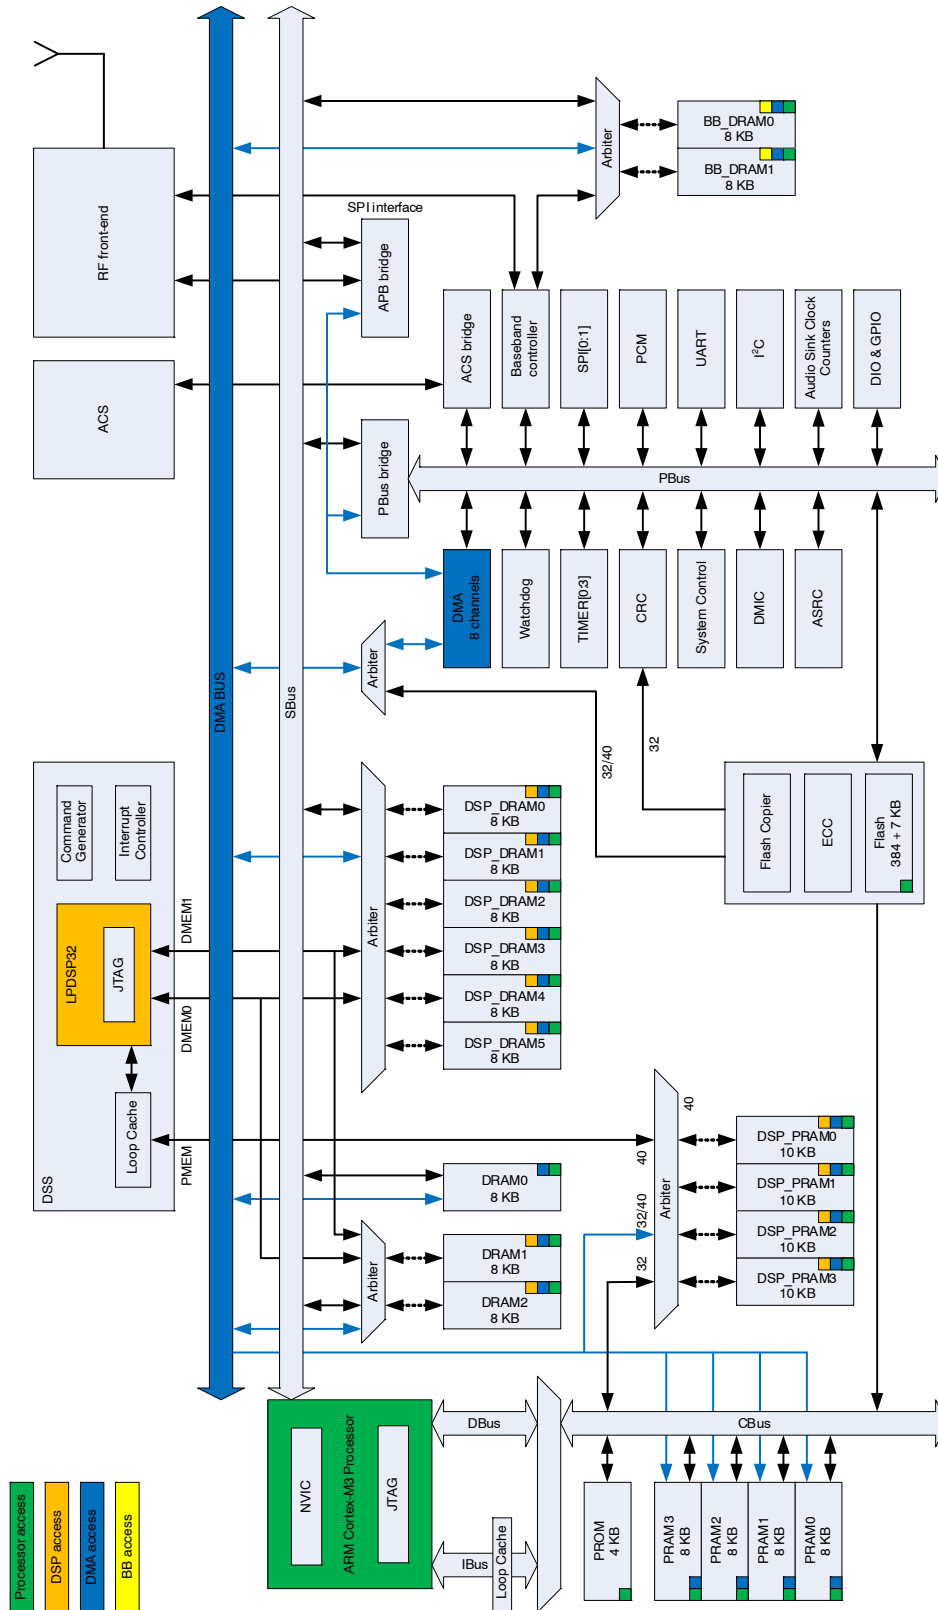 BB_DRAM0
8 KB
BB_DRAM1
8 KB
Arbiter
SPI interface
RF front-end
APB bridge
ACS
ACS bridge
Baseband
controller
SPI[0:1]
PCM
UART
I²C
Audio Sink Clock
Counters
DIO & GPIO
PBus bridge
PBus
DMA
8 channels
Watchdog
TIMER[0:3]
CRC
System Control
DMIC
ASRC
Arbiter
DMA BUS
SBus
32/40
32
Command
Generator
Interrupt
Controller
LPDSP32
JTAG
Loop Cache
DSS
DMEM1
DMEM0
PMEM
Arbiter
DSP_DRAM0
8 KB
DSP_DRAM1
8 KB
DSP_DRAM2
8 KB
DSP_DRAM3
8 KB
DSP_DRAM4
8 KB
DSP_DRAM5
8 KB
Flash Copier
ECC
Flash
384 + 7 KB
40
40
32/40
32
Arbiter
DSP_PRAM0
10 KB
DSP_PRAM1
10 KB
DSP_PRAM2
10 KB
DSP_PRAM3
10 KB
DRAM0
8 KB
Arbiter
DRAM1
8 KB
DRAM2
8 KB
NVIC
ARM Cortex-M3 Processor
JTAG
DBus
IBus
Loop Cache
CBus
PROM
4 KB
PRAM3
8 KB
PRAM2
8 KB
PRAM1
8 KB
PRAM0
8 KB
Processor access
DSP access
DMA access
BB access